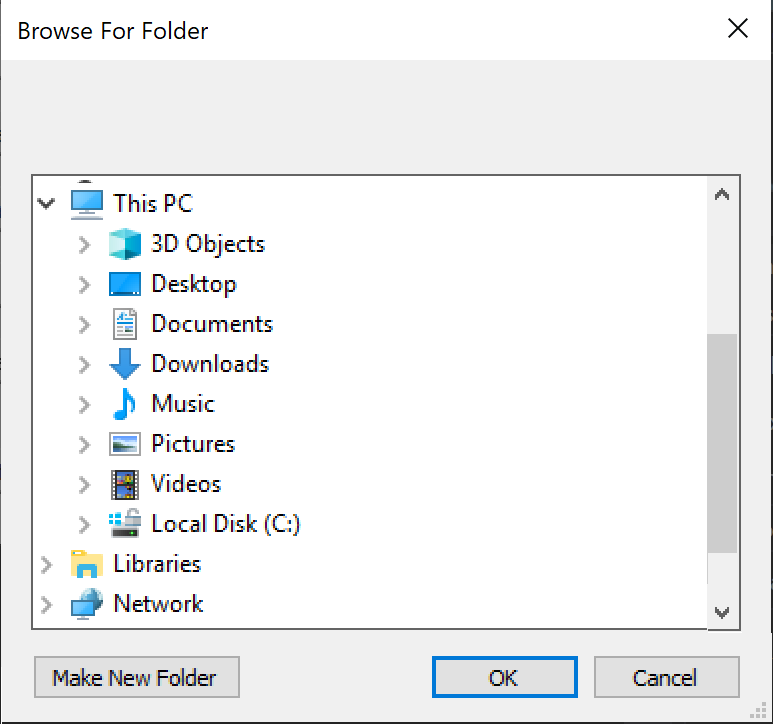 Browse For Folder
This PC
3D Objects
Desktop
Documents
Downloads
Music
Pictures
Videos
Local Disk (C:)
Libraries
Network
Make New Folder
OK
Cancel